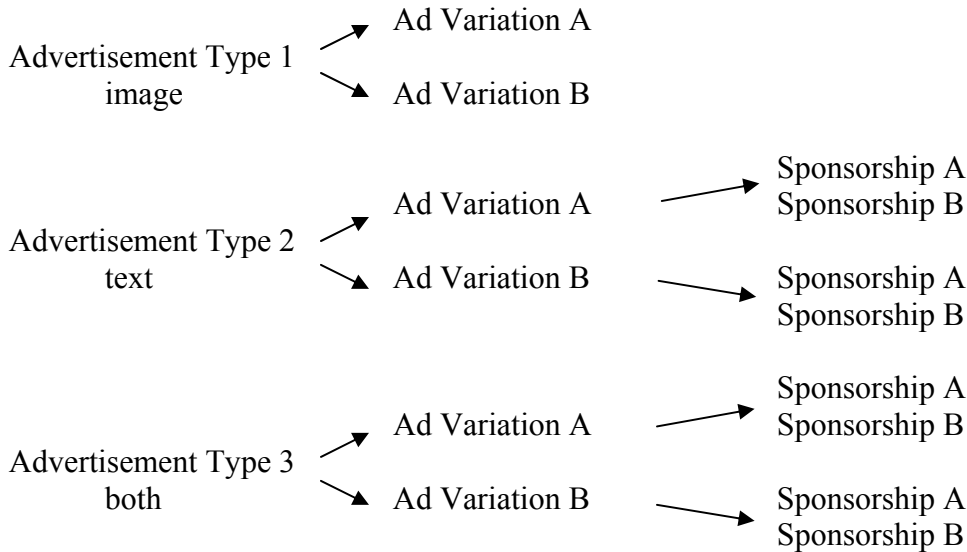 Ad Variation A
Advertisement Type 1
image
Ad Variation B
Sponsorship A
Sponsorship B
Ad Variation A
Advertisement Type 2
text
Ad Variation B
Sponsorship A
Sponsorship B
Sponsorship A
Sponsorship B
Ad Variation A
Advertisement Type 3
both
Ad Variation B
Sponsorship A
Sponsorship B